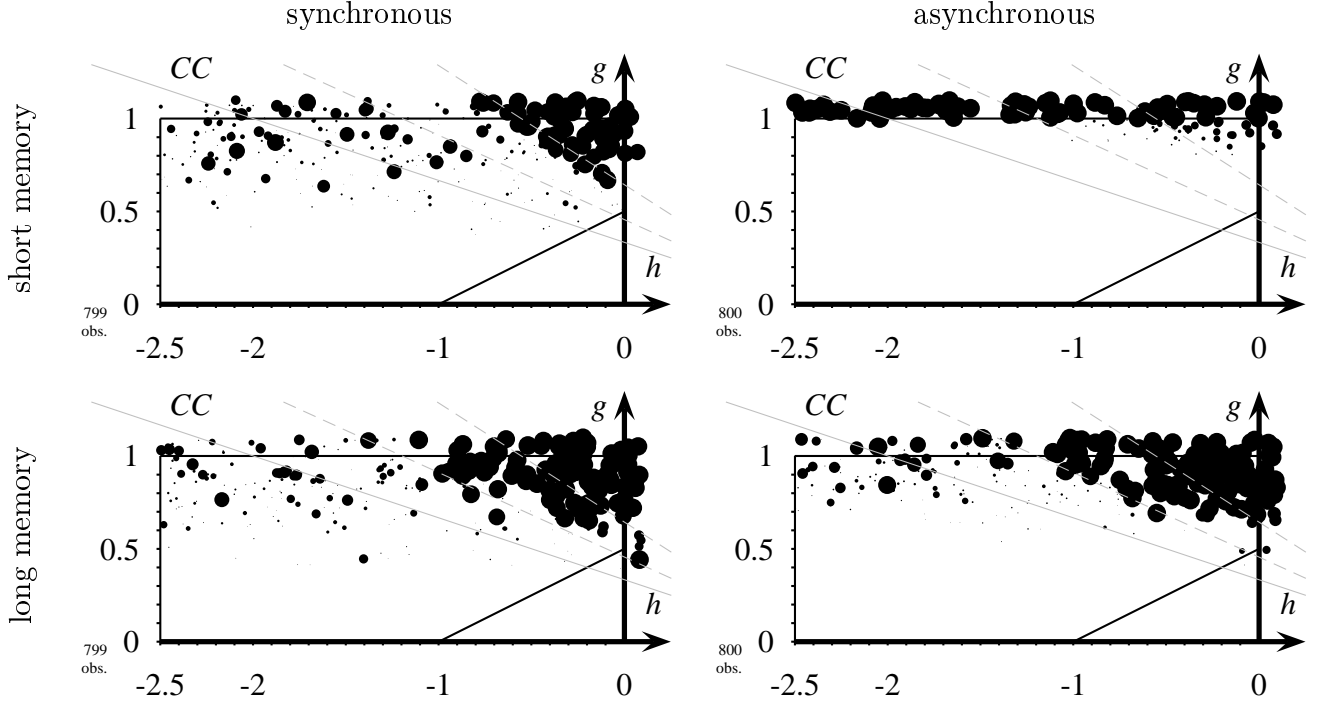 synchronous
asynchronous
short memory
CC
g
1
0.5
h
0
799
obs.
-2.5 -2 -1 0
CC
g
1
0.5
h
0
800
obs.
-2.5 -2 -1 0
long memory
CC
g
1
0.5
h
0
799
obs.
-2.5 -2 -1 0
CC
g
1
0.5
h
0
800
obs.
-2.5 -2 -1 0